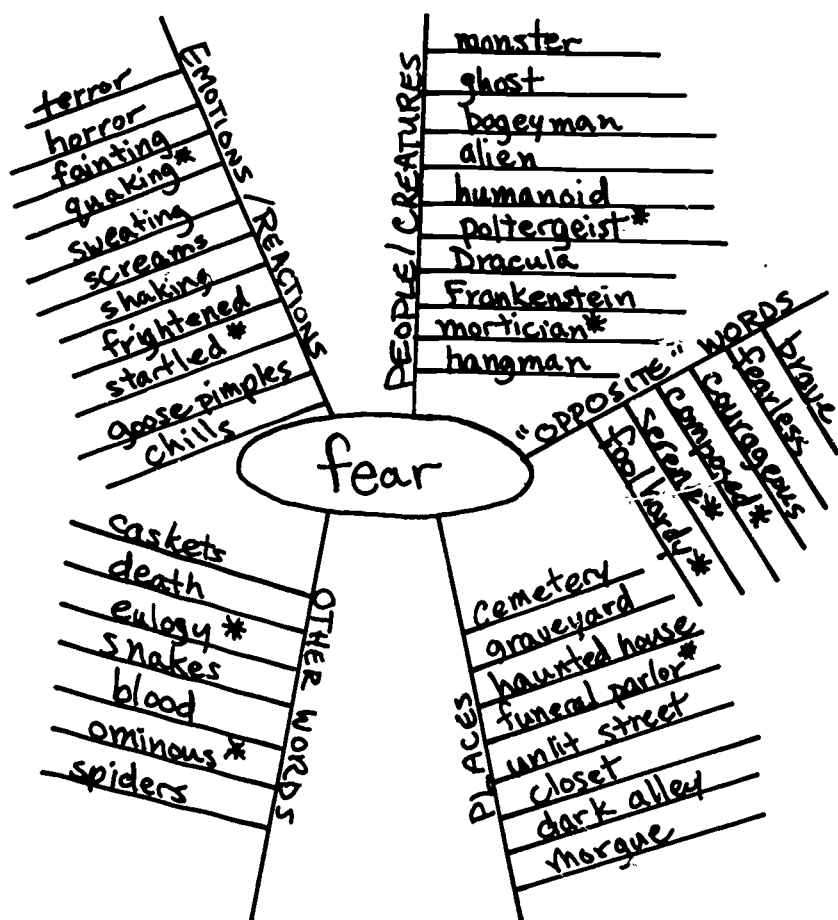 EMOTIONS / REACTIONS
terror
horror
fainting
quaking*
sweating
screams
shaking
frightened
startled *
goose pimples
chills
PEOPLE / CREATURES
monster
ghost
bogeyman
alien
humanoid
poltergeist*
Dracula
Frankenstein
mortician*
hangman
"OPPOSITE" WORDS
brave
fearless
courageous
composed*
serene*
foolhardy*
fear
OTHER WORDS
caskets
death
eulogy *
snakes
blood
ominous *
spiders
PLACES
cemetery
graveyard
haunted house
funeral parlor*
unlit street
closet
dark alley
morgue